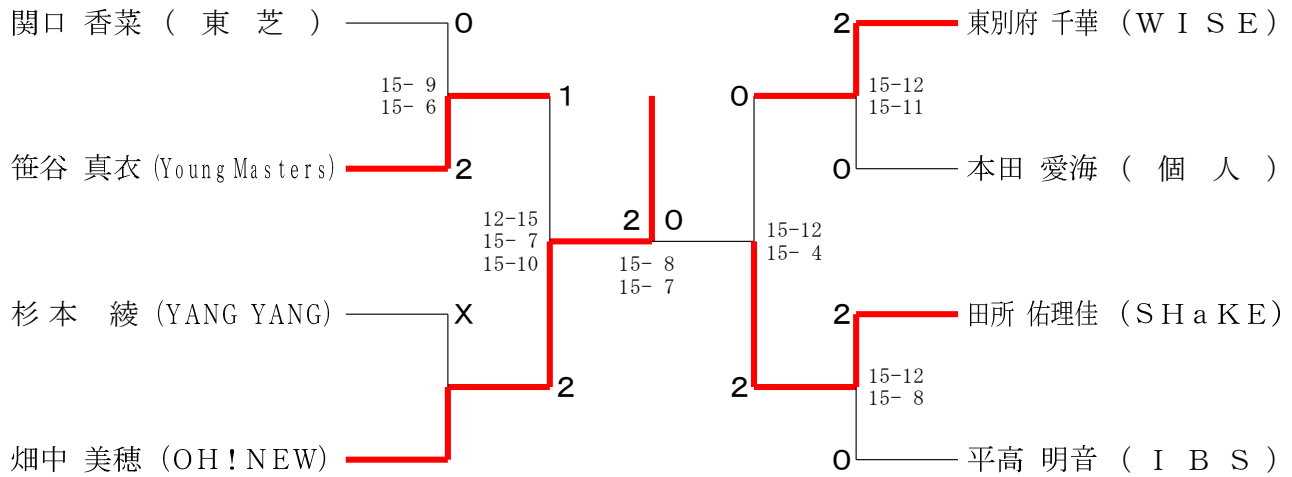 関口 香菜 ( 東 芝 )
0
2
東別府 千華 (WISE)
15- 9
15- 6
1
0
15-12
15-11
笹谷 真衣 (Young Masters)
2
0
本田 愛海 ( 個 人 )
12-15
15- 7
15-10
2 0
15- 8
15- 7
15-12
15- 4
杉本 綾 (YANG YANG)
X
2
田所 佑理佳 (SHaKE)
2
2
15-12
15- 8
畑中 美穂 (OH!NEW)
0
平高 明音 (IBS)